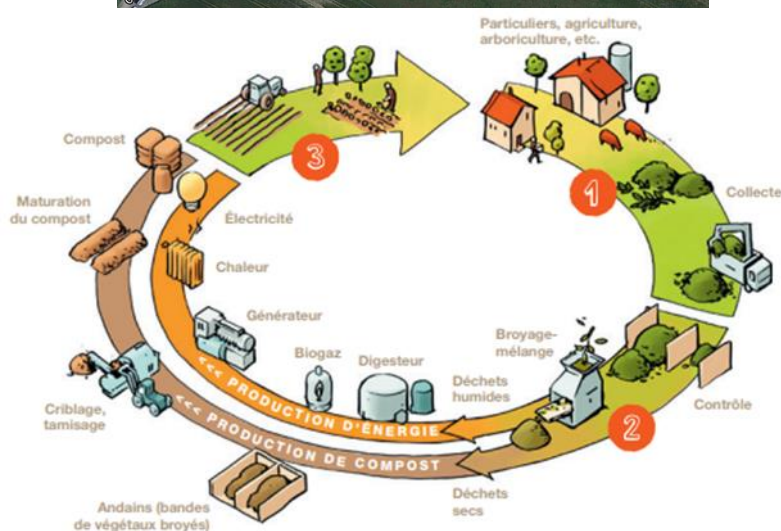 Particuliers, agriculture,
arboriculture, etc.
1
Collecte
Contrôle
2
Broyage-
mélange
Déchets
humides
Déchets
secs
<<< PRODUCTION D'ÉNERGIE
Digesteur
Biogaz
Générateur
Chaleur
Électricité
<<< PRODUCTION DE COMPOST
Andains (bandes
de végétaux broyés)
Criblage,
tamisage
Maturation
du compost
Compost
3